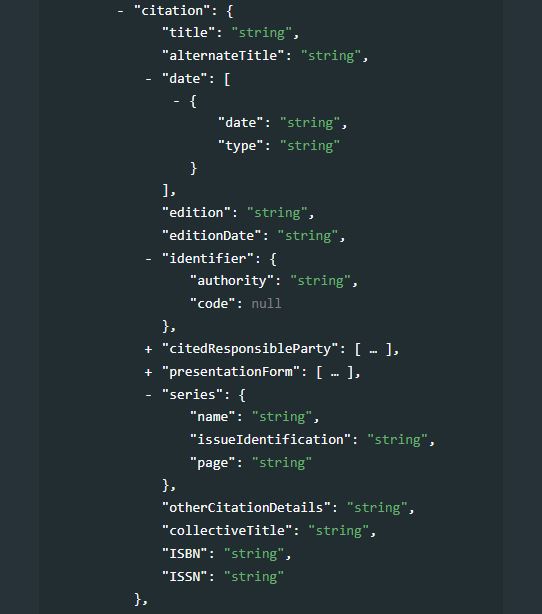 - "citation": {
"title": "string",
"alternateTitle": "string",
- "date": [
- {
"date": "string",
"type": "string"
}
],
"edition": "string",
"editionDate": "string",
- "identifier": {
"authority": "string",
"code": null
},
+ "citedResponsibleParty": [ … ],
+ "presentationForm": [ … ],
- "series": {
"name": "string",
"issueIdentification": "string",
"page": "string"
},
"otherCitationDetails": "string",
"collectiveTitle": "string",
"ISBN": "string",
"ISSN": "string"
},